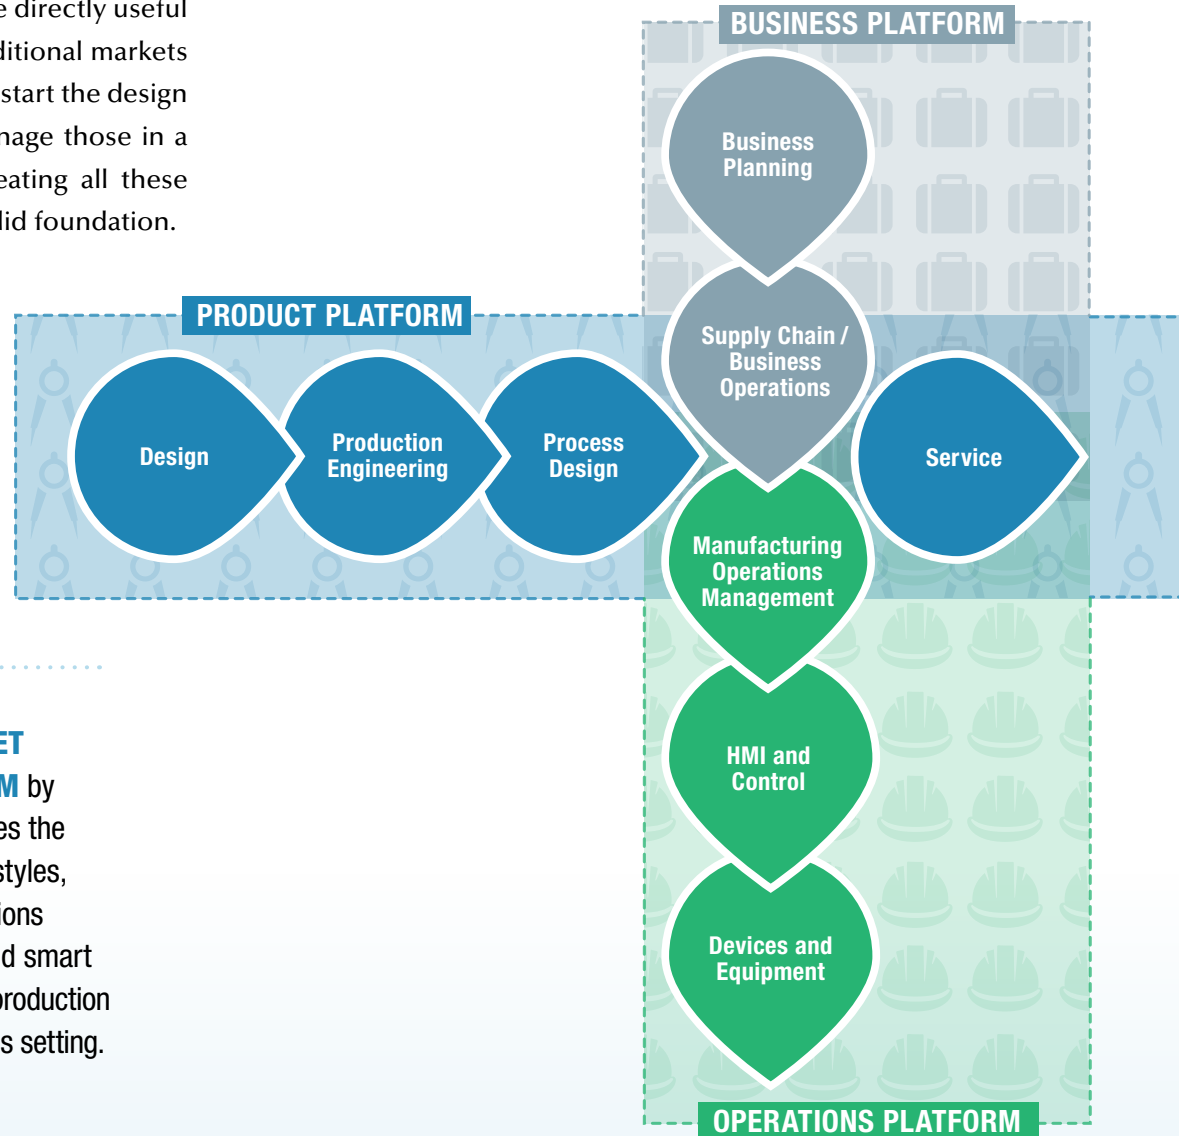 directly useful
ditional markets
start the design
nage those in a
eating all these
lid foundation.
BUSINESS PLATFORM
Business
Planning
PRODUCT PLATFORM
Supply Chain /
Business
Operations
Design
Production
Engineering
Process
Design
Service
Manufacturing
Operations
Management
HMI and
Control
Devices and
Equipment
OPERATIONS PLATFORM
ET
M by
es the
styles,
ions
d smart
production
s setting.